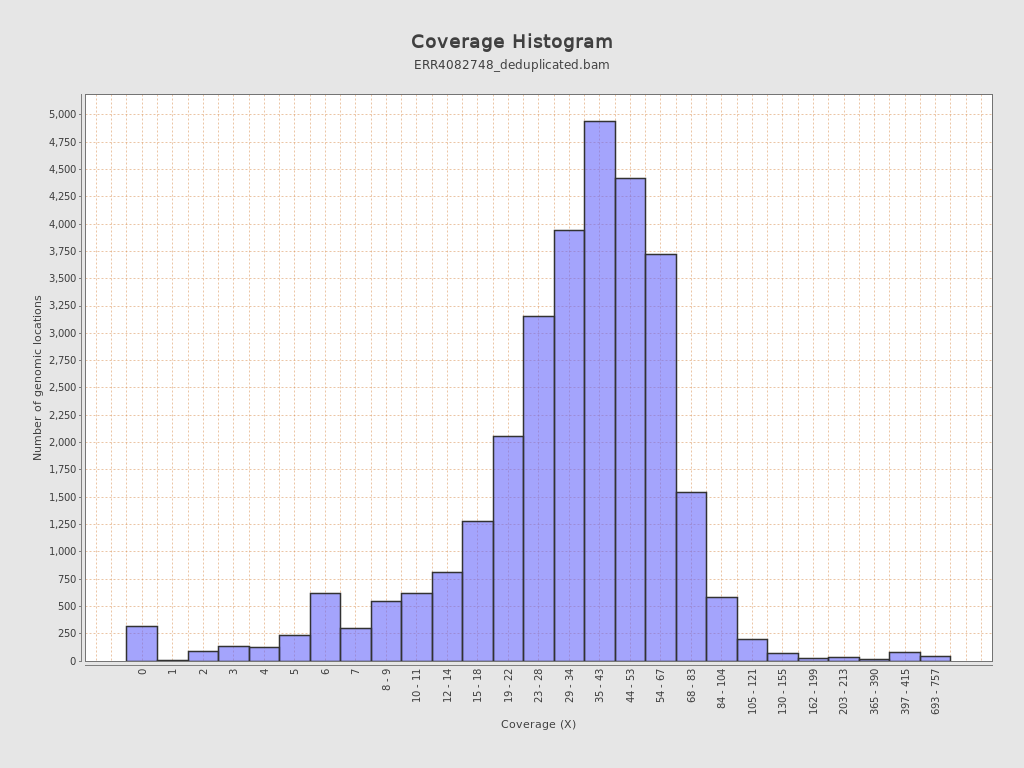 Coverage Histogram
ERR4082748_deduplicated.bam
Number of genomic locations
5,000
4,750
4,500
4,250
4,000
3,750
3,500
3,250
3,000
2,750
2,500
2,250
2,000
1,750
1,500
1,250
1,000
750
500
250
0
0
1
2
3
4
5
6
7
8 - 9
10 - 11
12 - 14
15 - 18
19 - 22
23 - 28
29 - 34
35 - 43
44 - 53
54 - 67
68 - 83
84 - 104
105 - 121
130 - 155
162 - 199
203 - 213
365 - 390
397 - 415
693 - 757
Coverage (X)